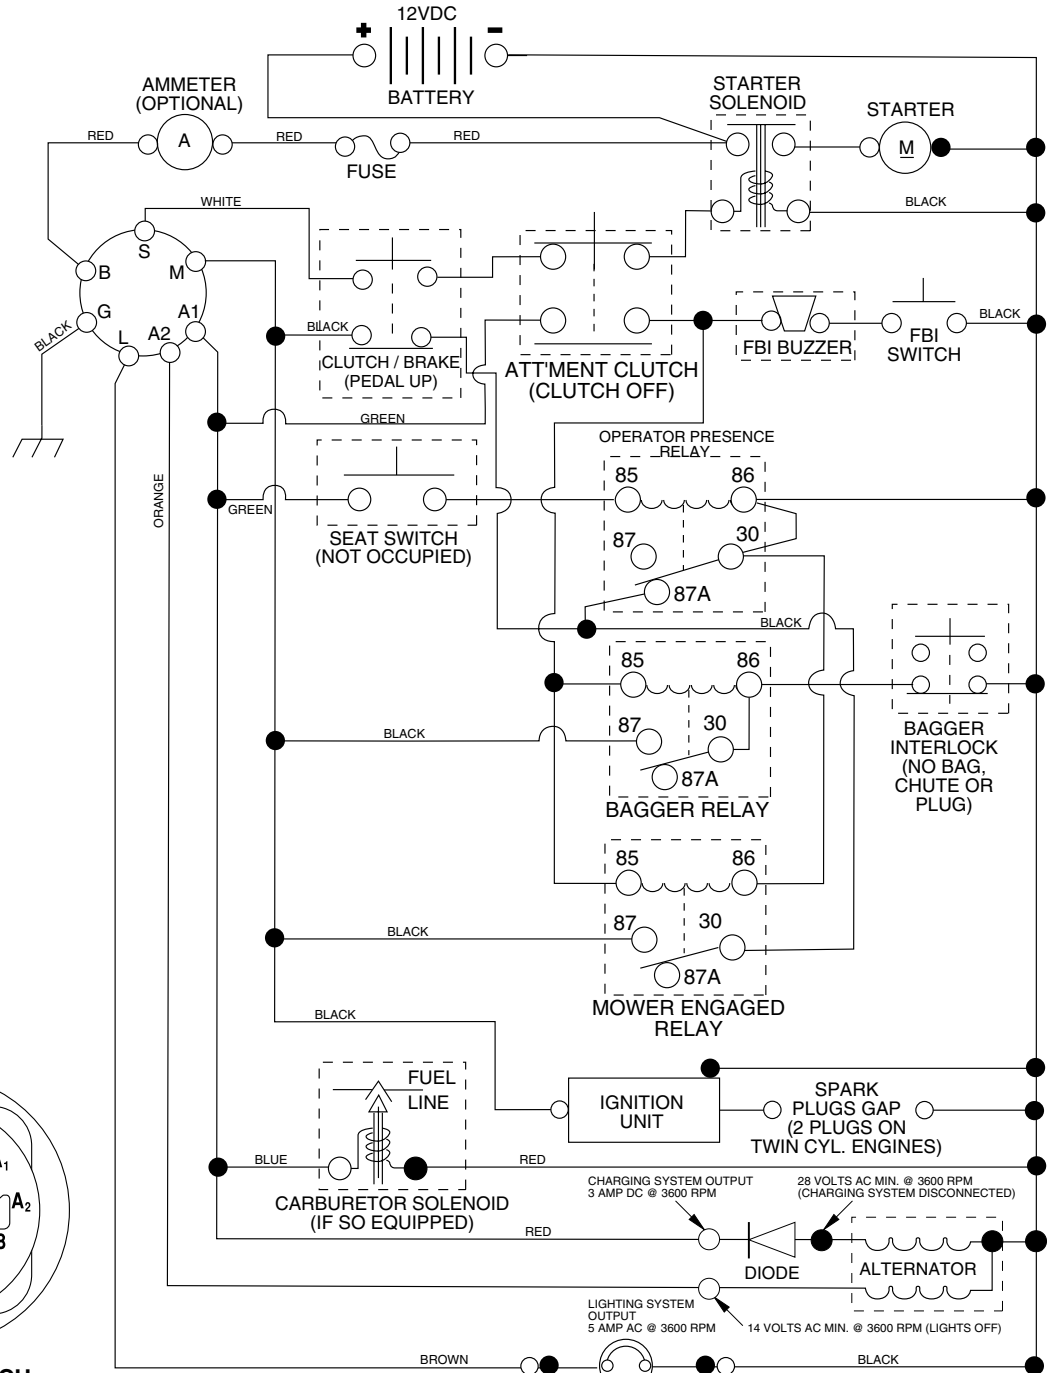 12VDC
+
-
BATTERY
AMMETER
(OPTIONAL)
RED
A
RED
FUSE
RED
STARTER
SOLENOID
STARTER
M
BLACK
WHITE
S
B
M
G
A1
L
A2
BLACK
BLACK
CLUTCH / BRAKE
(PEDAL UP)
ATT'MENT CLUTCH
(CLUTCH OFF)
FBI BUZZER
FBI
SWITCH
BLACK
GREEN
ORANGE
GREEN
SEAT SWITCH
(NOT OCCUPIED)
OPERATOR PRESENCE
RELAY
85
86
87
30
87A
BLACK
85
86
87
30
87A
BAGGER RELAY
BLACK
BAGGER
INTERLOCK
(NO BAG,
CHUTE OR
PLUG)
85
86
87
30
87A
MOWER ENGAGED
RELAY
BLACK
BLACK
FUEL
LINE
IGNITION
UNIT
SPARK
PLUGS GAP
(2 PLUGS ON
TWIN CYL. ENGINES)
BLUE
RED
CARBURETOR SOLENOID
(IF SO EQUIPPED)
CHARGING SYSTEM OUTPUT
3 AMP DC @ 3600 RPM
28 VOLTS AC MIN. @ 3600 RPM
(CHARGING SYSTEM DISCONNECTED)
RED
DIODE
ALTERNATOR
LIGHTING SYSTEM
OUTPUT
5 AMP AC @ 3600 RPM
14 VOLTS AC MIN. @ 3600 RPM (LIGHTS OFF)
BROWN
BLACK
A2